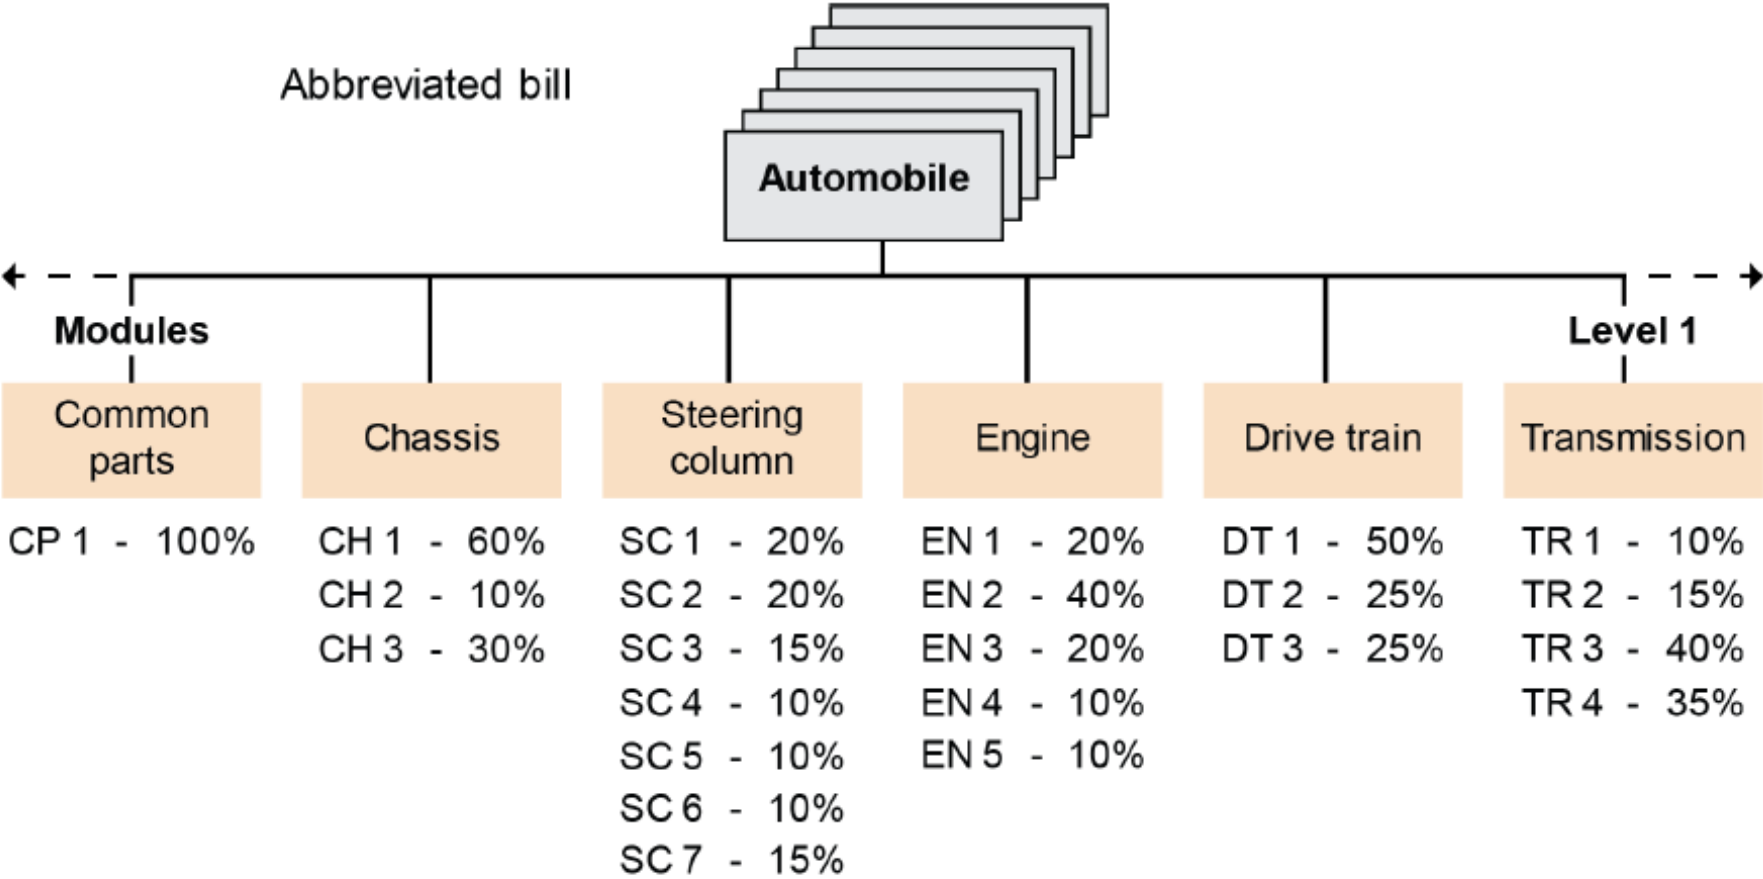 Abbreviated bill
Automobile
Modules
Level 1
Common
parts
Chassis
Steering
column
Engine
Drive train
Transmission
CP 1 - 100%
CH 1 - 60%
CH 2 - 10%
CH 3 - 30%
SC 1 - 20%
SC 2 - 20%
SC 3 - 15%
SC 4 - 10%
SC 5 - 10%
SC 6 - 10%
SC 7 - 15%
EN 1 - 20%
EN 2 - 40%
EN 3 - 20%
EN 4 - 10%
EN 5 - 10%
DT 1 - 50%
DT 2 - 25%
DT 3 - 25%
TR 1 - 10%
TR 2 - 15%
TR 3 - 40%
TR 4 - 35%